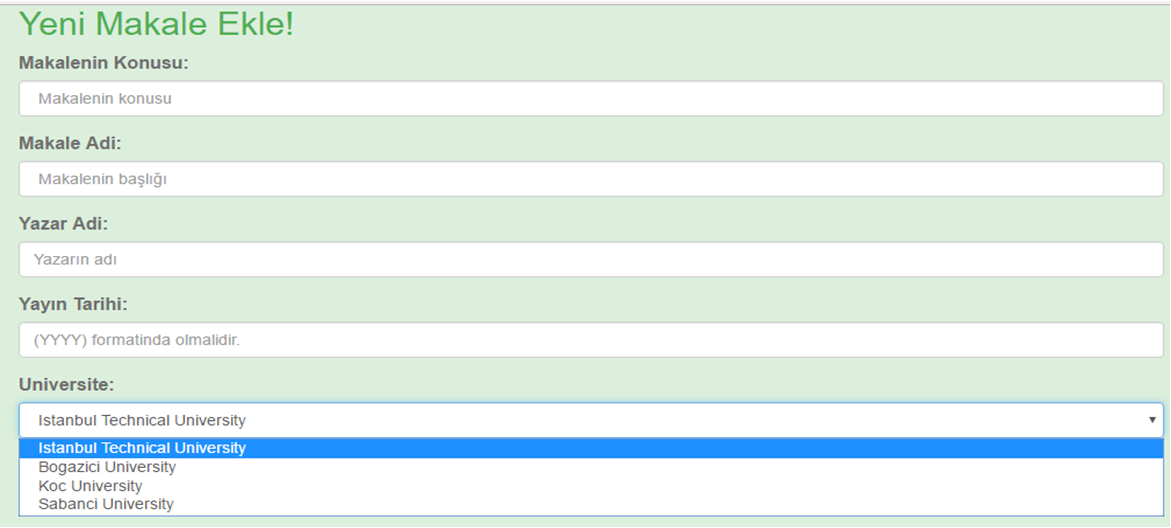 Yeni Makale Ekle!
Makalenin Konusu:
Makalenin konusu
Makale Adi:
Makalenin başlığı
Yazar Adi:
Yazarın adı
Yayın Tarihi:
(YYYY) formatinda olmalidir.
Universite:
Istanbul Technical University
Istanbul Technical University
Bogazici University
Koc University
Sabanci University